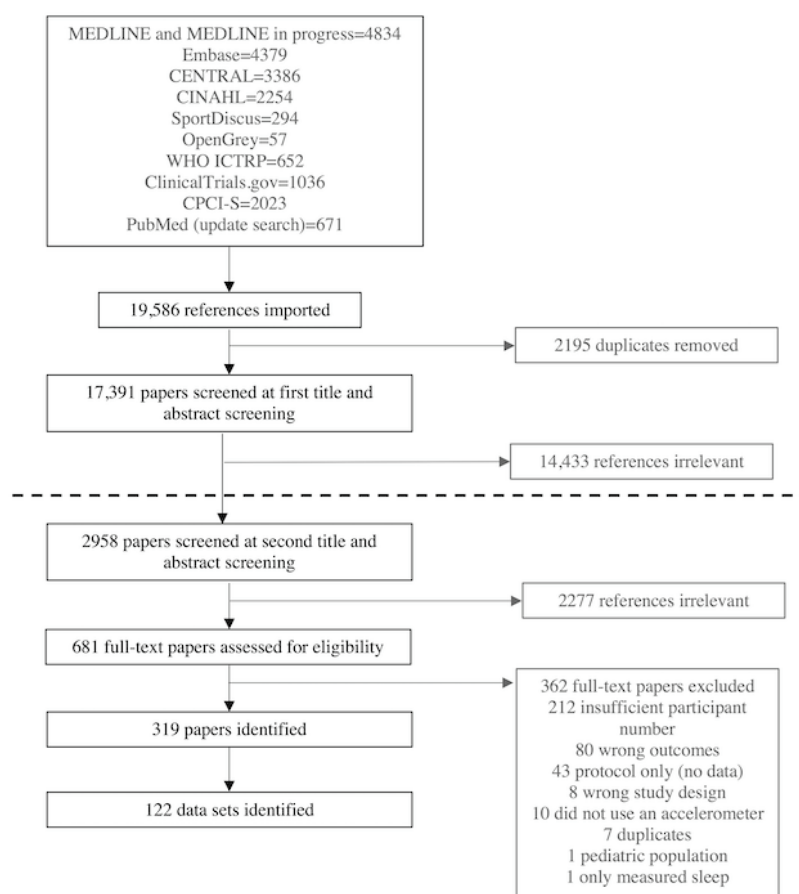 MEDLINE and MEDLINE in progress=4834
Embase=4379
CENTRAL=3386
CINAHL=2254
SportDiscus=294
OpenGrey=57
WHO ICTRP=652
ClinicalTrials.gov=1036
CPCI-S=2023
PubMed (update search)=671
19,586 references imported
2195 duplicates removed
17,391 papers screened at first title and
abstract screening
14,433 references irrelevant
2958 papers screened at second title and
abstract screening
2277 references irrelevant
681 full-text papers assessed for eligibility
362 full-text papers excluded
212 insufficient participant
number
80 wrong outcomes
43 protocol only (no data)
8 wrong study design
10 did not use an accelerometer
7 duplicates
1 pediatric population
1 only measured sleep
319 papers identified
122 data sets identified